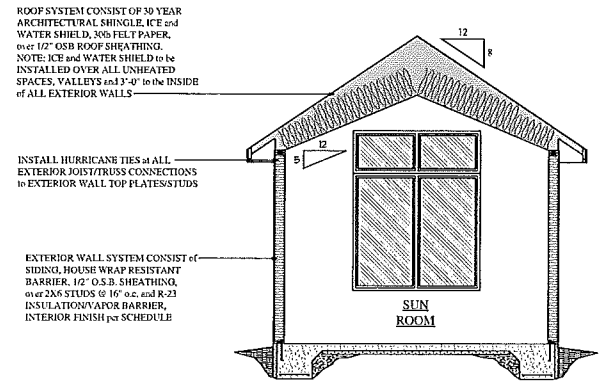 ROOF SYSTEM CONSIST OF 30 YEAR
ARCHITECTURAL SHINGLE, ICE and
WATER SHIELD, 30lb FELT PAPER,
over 1/2" OSB ROOF SHEATHING.
NOTE: ICE and WATER SHIELD to be
INSTALLED OVER ALL UNHEATED
SPACES, VALLEYS and 3'-0" to the INSIDE
of ALL EXTERIOR WALLS
12
8
INSTALL HURRICANE TIES at ALL
EXTERIOR JOIST/TRUSS CONNECTIONS
to EXTERIOR WALL TOP PLATES/STUDS
12
5
EXTERIOR WALL SYSTEM CONSIST of
SIDING, HOUSE WRAP RESISTANT
BARRIER, 1/2" O.S.B. SHEATHING,
over 2X6 STUDS @ 16" o.c. and R-23
INSULATION/VAPOR BARRIER,
INTERIOR FINISH per SCHEDULE
SUN
ROOM